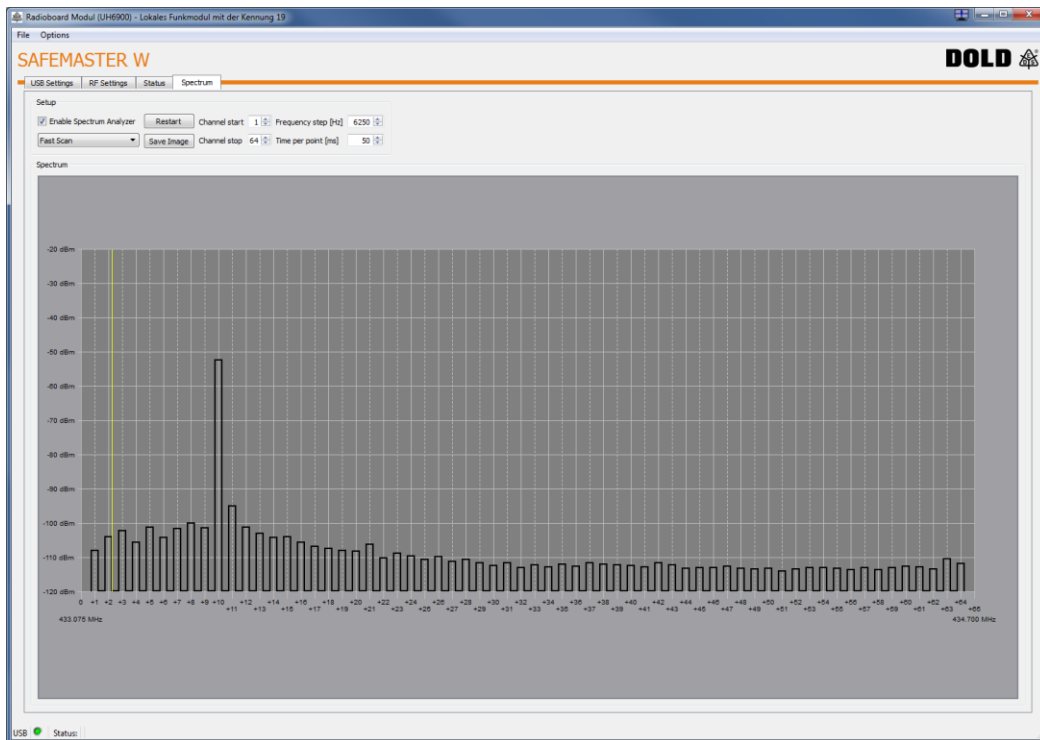 Radioboard Modul (UH6900) - Lokales Funkmodul mit der Kennung 19
File Options
SAFEMASTER W
DOLD
USB Settings RF Settings Status Spectrum
Setup
Enable Spectrum Analyzer Restart Channel start 1 Frequency step [Hz] 6250
Fast Scan Save Image Channel stop 64 Time per point [ms] 50
Spectrum
-20 dBm
-30 dBm
-40 dBm
-50 dBm
-60 dBm
-70 dBm
-80 dBm
-90 dBm
-100 dBm
-110 dBm
-120 dBm
0 +1 +2 +3 +4 +5 +6 +7 +8 +9 +10 +12 +14 +16 +18 +20 +22 +24 +26 +28 +30 +32 +34 +36 +38 +40 +42 +44 +46 +48 +50 +52 +54 +56 +58 +60 +62 +64
+11 +13 +15 +17 +19 +21 +23 +25 +27 +29 +31 +33 +35 +37 +39 +41 +43 +45 +47 +49 +51 +53 +55 +57 +59 +61 +63 +65
433.075 MHz 434.700 MHz
USB Status: